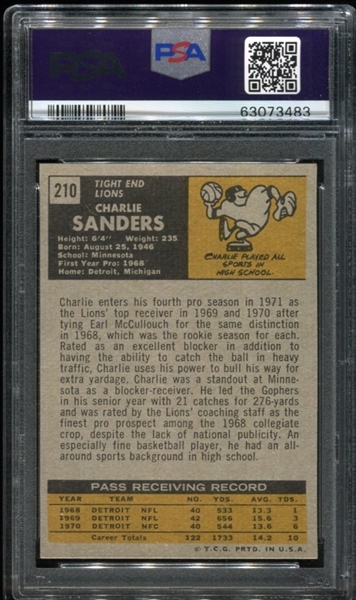 PSA
PSA
63073483
210
TIGHT END
LIONS
CHARLIE
SANDERS
Height: 6'4" Weight: 235
Born: August 25, 1946
School: Minnesota
First Year Pro: 1968
Home: Detroit, Michigan
CHARLIE PLAYED ALL
SPORTS IN
HIGH SCHOOL.
Charlie enters his fourth pro season in 1971 as
the Lions' top receiver in 1969 and 1970 after
tying Earl McCullouch for the same distinction
in 1968, which was the rookie season for each.
Rated as an excellent blocker in addition to
having the ability to catch the ball in heavy
traffic, Charlie uses his power to bull his way for
extra yardage. Charlie was a standout at Minne-
sota as a blocker-receiver. He led the Gophers
in his senior year with 21 catches for 276-yards
and was rated by the Lions' coaching staff as the
finest pro prospect among the 1968 collegiate
crop, despite the lack of national publicity. An
especially fine basketball player, he had an all-
around sports background in high school.
PASS RECEIVING RECORD
YEAR TEAM NO. YDS. AVG. TDS.
1968 DETROIT NFL 40 533 13.3 1
1969 DETROIT NFL 42 656 15.6 3
1970 DETROIT NFC 40 544 13.6 6
Career Totals 122 1733 14.2 10
© T.C.G. PRTD. IN U.S.A.